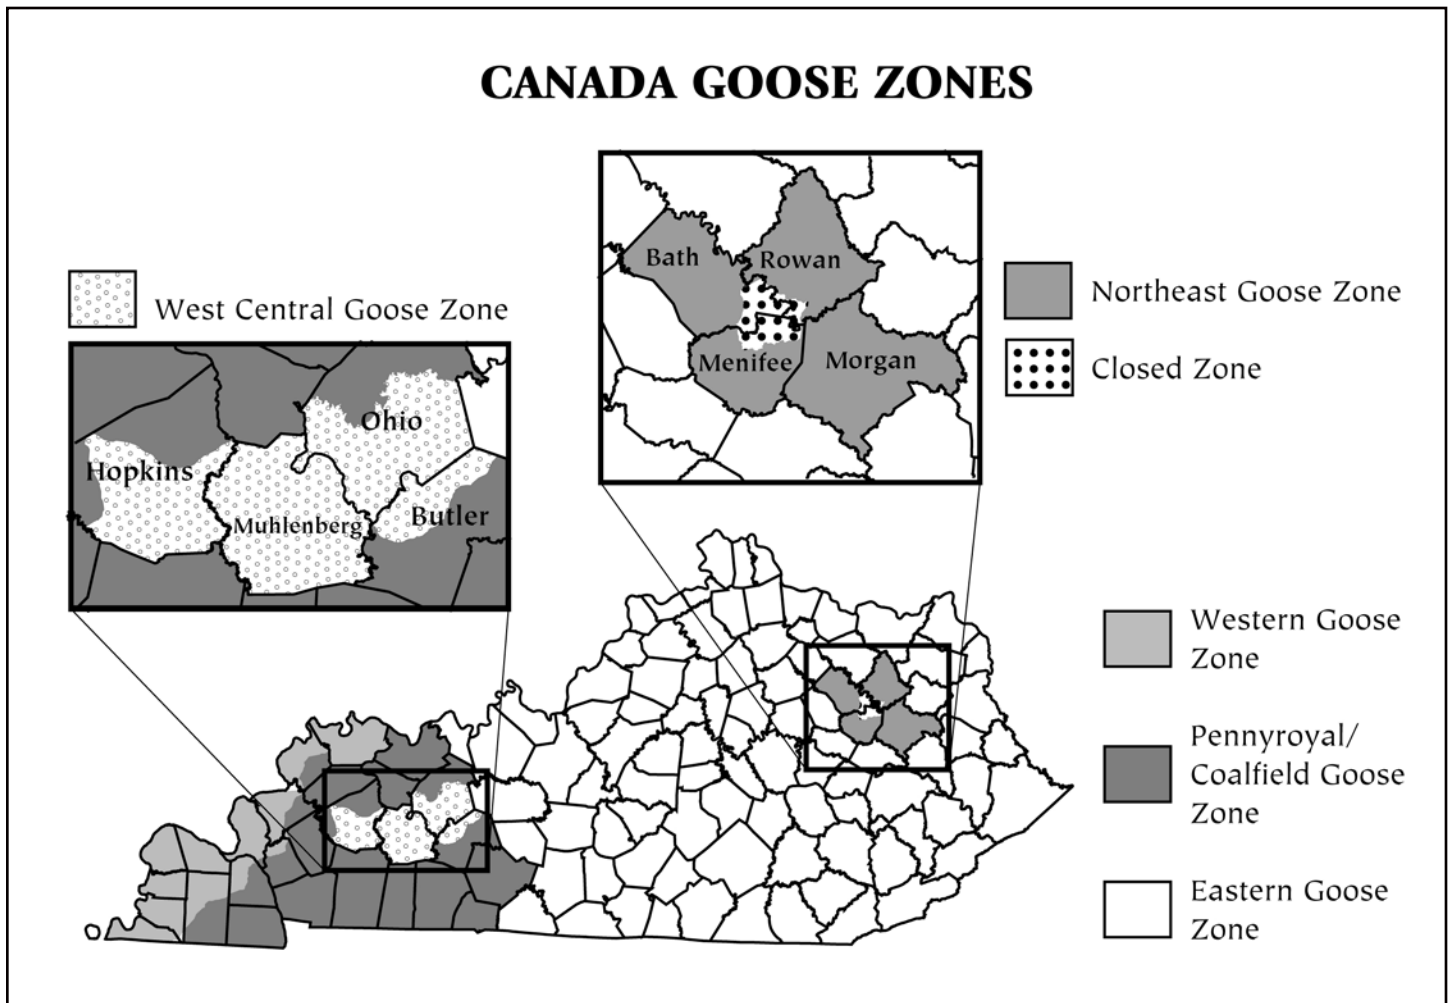 CANADA GOOSE ZONES
West Central Goose Zone
Hopkins
Ohio
Muhlenberg
Butler
Bath
Rowan
Menifee
Morgan
Northeast Goose Zone
Closed Zone
Western Goose
Zone
Pennyroyal/
Coalfield Goose
Zone
Eastern Goose
Zone